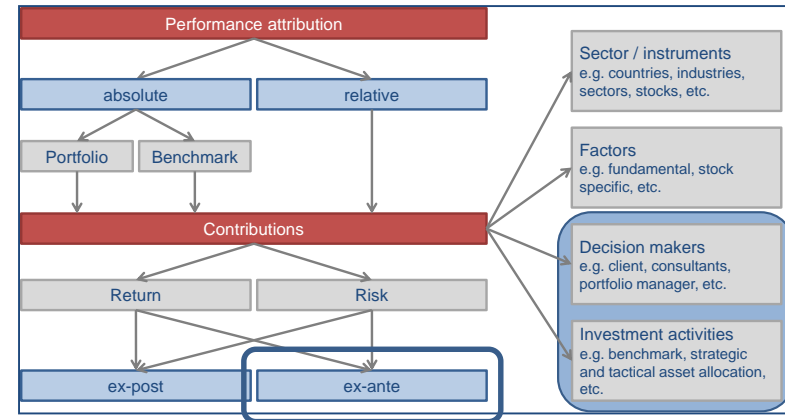 Performance attribution
absolute
relative
Portfolio
Benchmark
Contributions
Return
Risk
ex-post
ex-ante
Sector / instruments
e.g. countries, industries,
sectors, stocks, etc.
Factors
e.g. fundamental, stock
specific, etc.
Decision makers
e.g. client, consultants,
portfolio manager, etc.
Investment activities
e.g. benchmark, strategic
and tactical asset allocation,
etc.